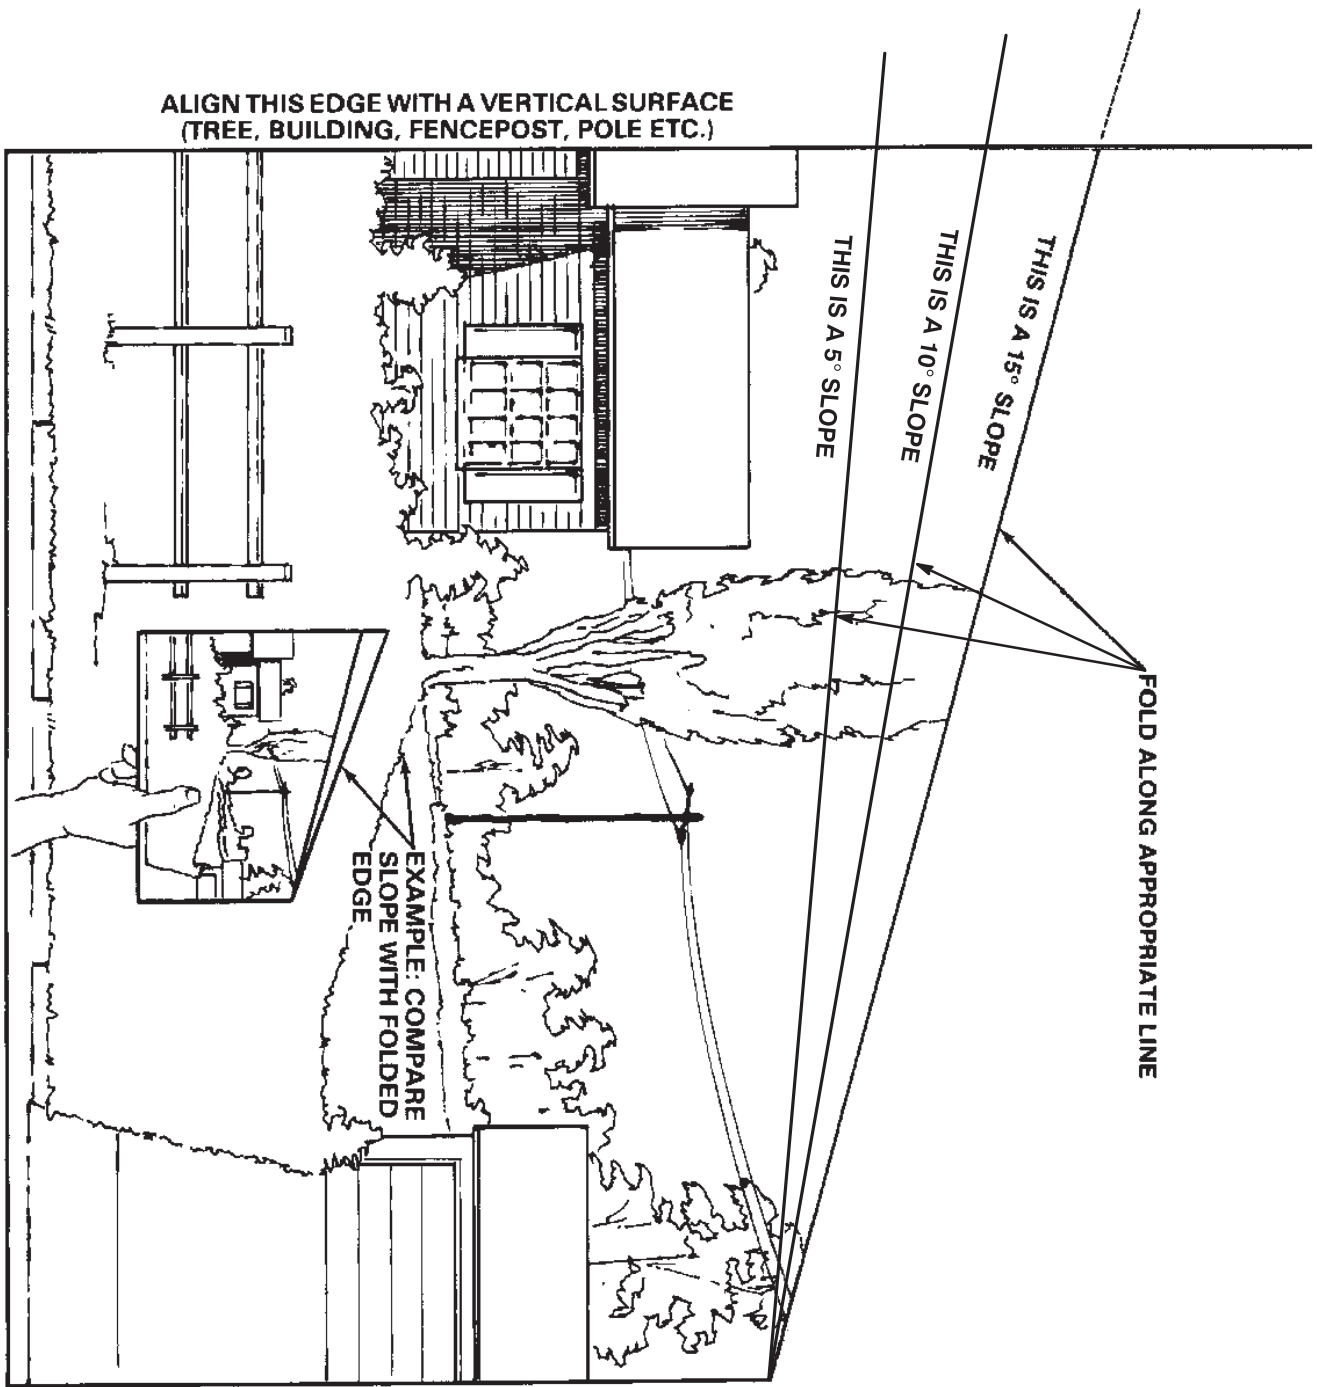 ALIGN THIS EDGE WITH A VERTICAL SURFACE
(TREE, BUILDING, FENCEPOST, POLE ETC.)
THIS IS A 15° SLOPE
THIS IS A 10° SLOPE
THIS IS A 5° SLOPE
FOLD ALONG APPROPRIATE LINE
EXAMPLE: COMPARE
SLOPE WITH FOLDED
EDGE